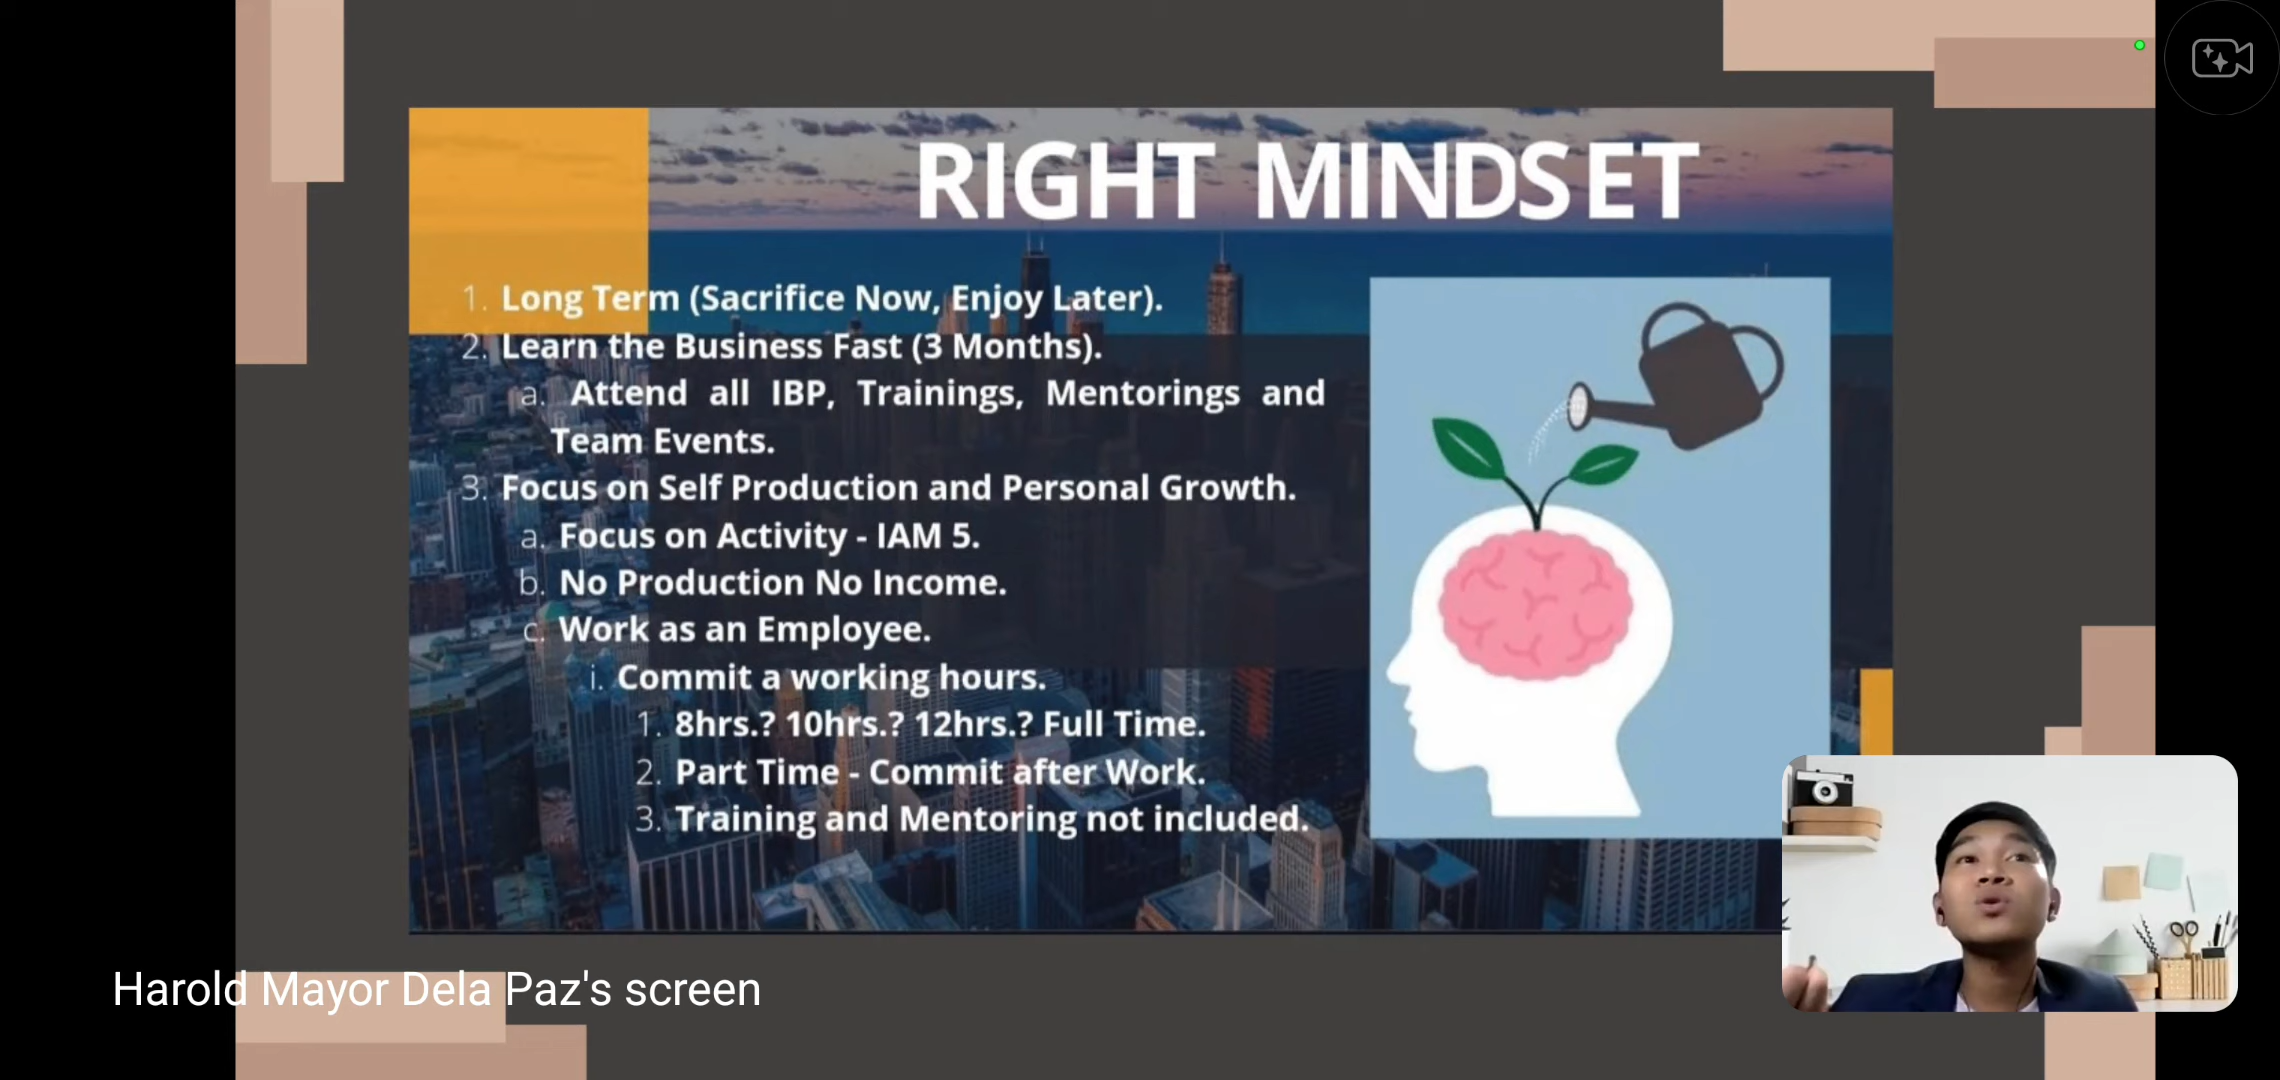 RIGHT MINDSET
1. Long Term (Sacrifice Now, Enjoy Later).
2. Learn the Business Fast (3 Months).
a. Attend all IBP, Trainings, Mentorings and
Team Events.
3. Focus on Self Production and Personal Growth.
a. Focus on Activity - IAM 5.
b. No Production No Income.
c. Work as an Employee.
i. Commit a working hours.
1. 8hrs.? 10hrs.? 12hrs.? Full Time.
2. Part Time - Commit after Work.
3. Training and Mentoring not included.
Harold Mayor Dela Paz's screen